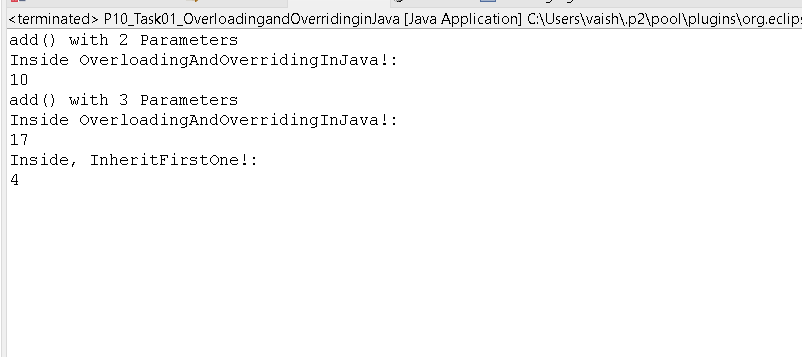 <terminated> P10_Task01_OverloadingandOverridinginJava [Java Application] C:\Users\vaish\.p2\pool\plugins\org.eclips
add() with 2 Parameters
Inside OverloadingAndOverridingInJava!:
10
add() with 3 Parameters
Inside OverloadingAndOverridingInJava!:
17
Inside, InheritFirstOne!:
4